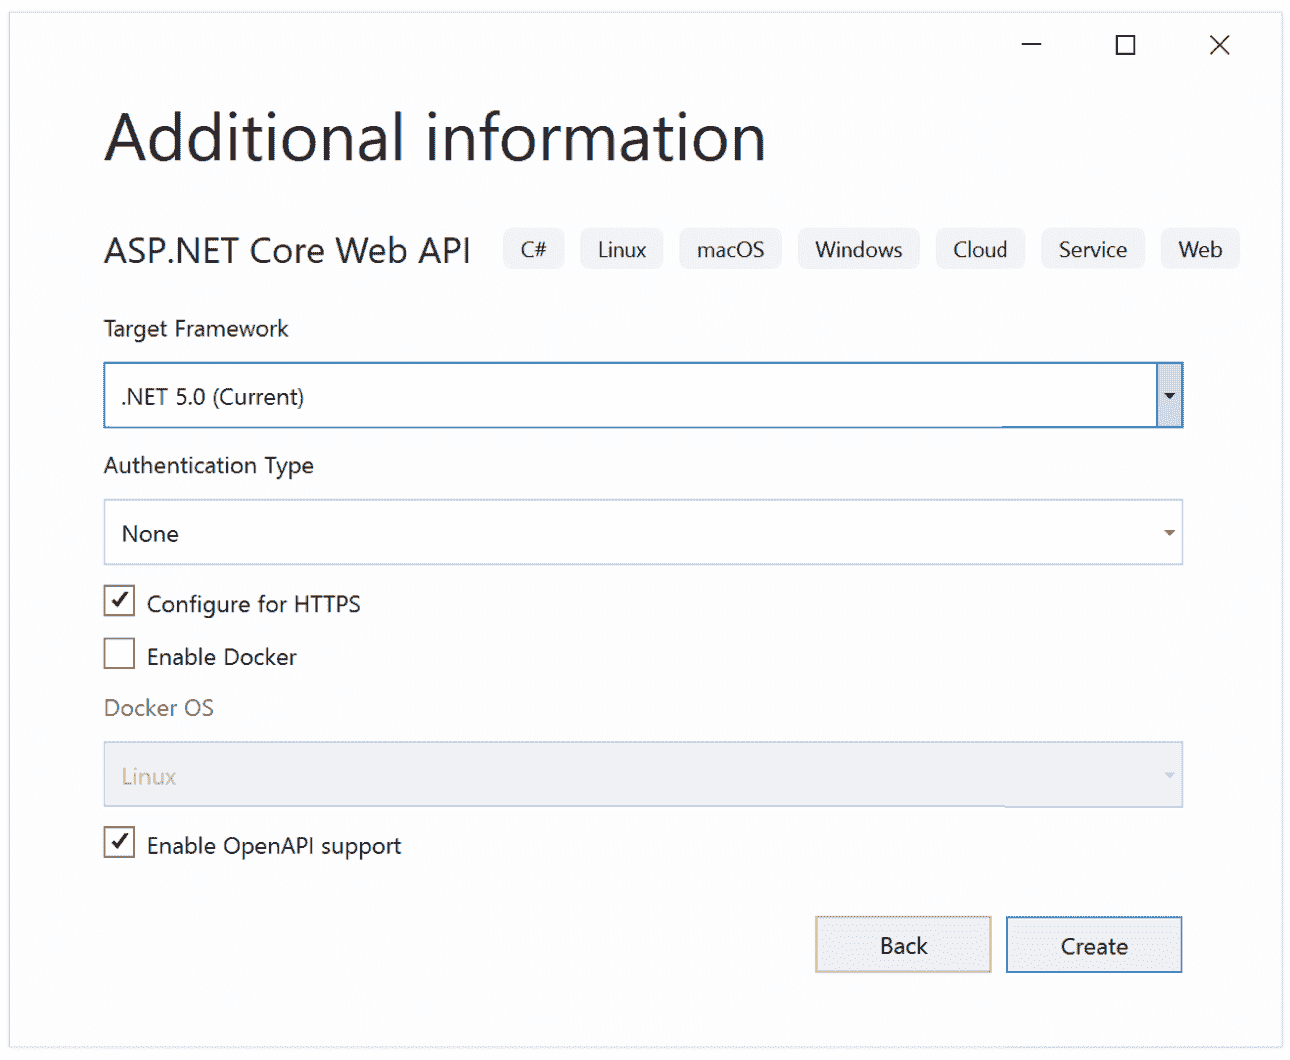 Additional information
ASP.NET Core Web API C# Linux macOS Windows Cloud Service Web
Target Framework
.NET 5.0 (Current)
Authentication Type
None
Configure for HTTPS
Enable Docker
Docker OS
Linux
Enable OpenAPI support
Back Create